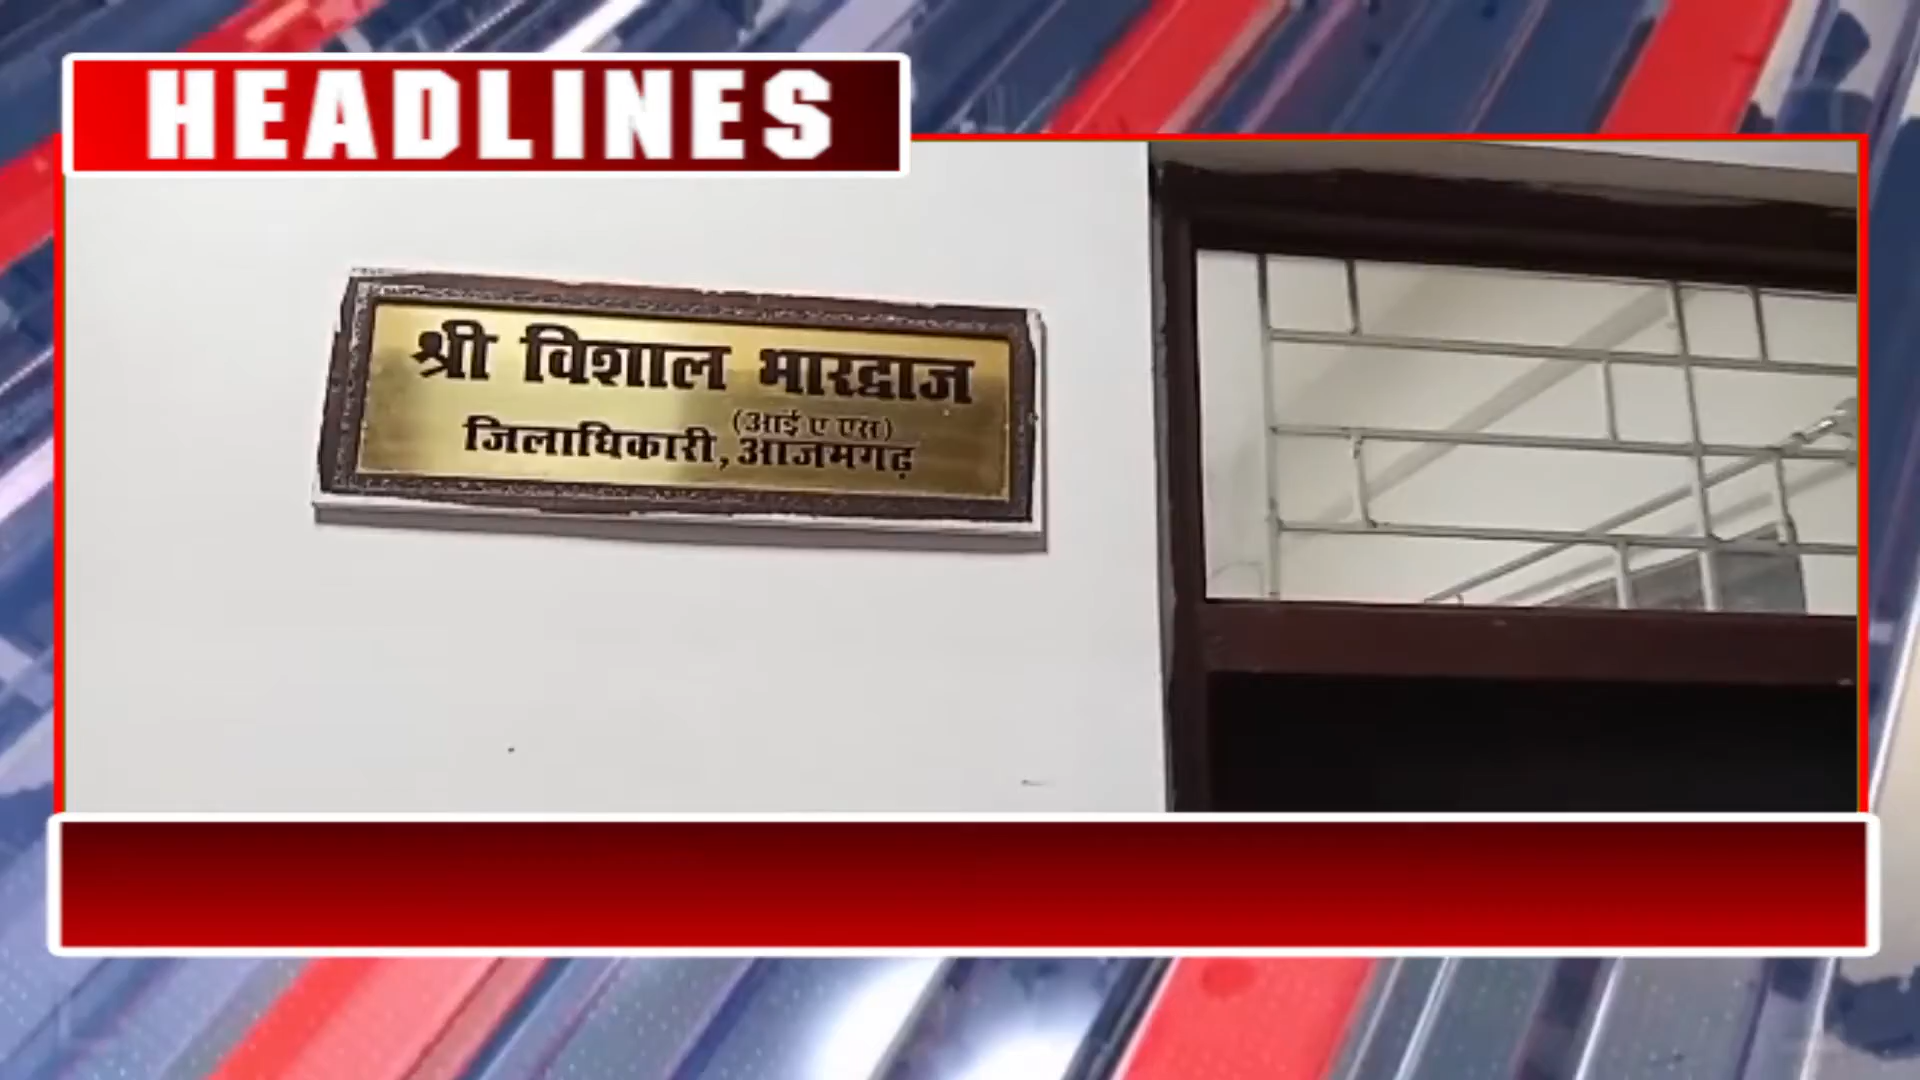 HEADLINES
श्री विशाल भारद्वाज
(आई ए एस)
जिलाधिकारी, आजमगढ़